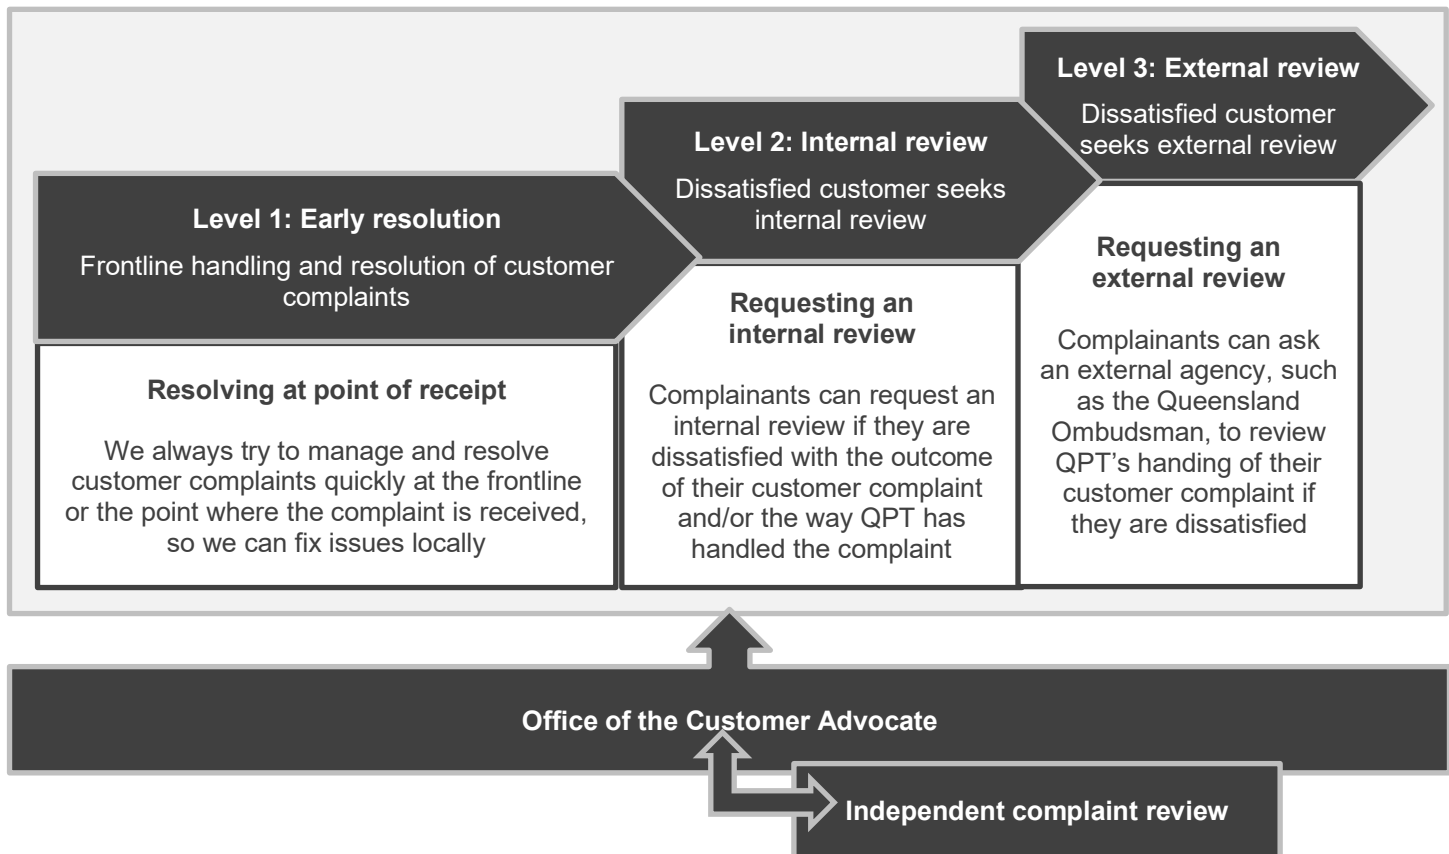 Level 1: Early resolution
Frontline handling and resolution of customer
complaints
Resolving at point of receipt
We always try to manage and resolve
customer complaints quickly at the frontline
or the point where the complaint is received,
so we can fix issues locally
Level 2: Internal review
Dissatisfied customer seeks
internal review
Requesting an
internal review
Complainants can request an
internal review if they are
dissatisfied with the outcome
of their customer complaint
and/or the way QPT has
handled the complaint
Level 3: External review
Dissatisfied customer
seeks external review
Requesting an
external review
Complainants can ask
an external agency, such
as the Queensland
Ombudsman, to review
QPT’s handing of their
customer complaint if
they are dissatisfied
Office of the Customer Advocate
Independent complaint review